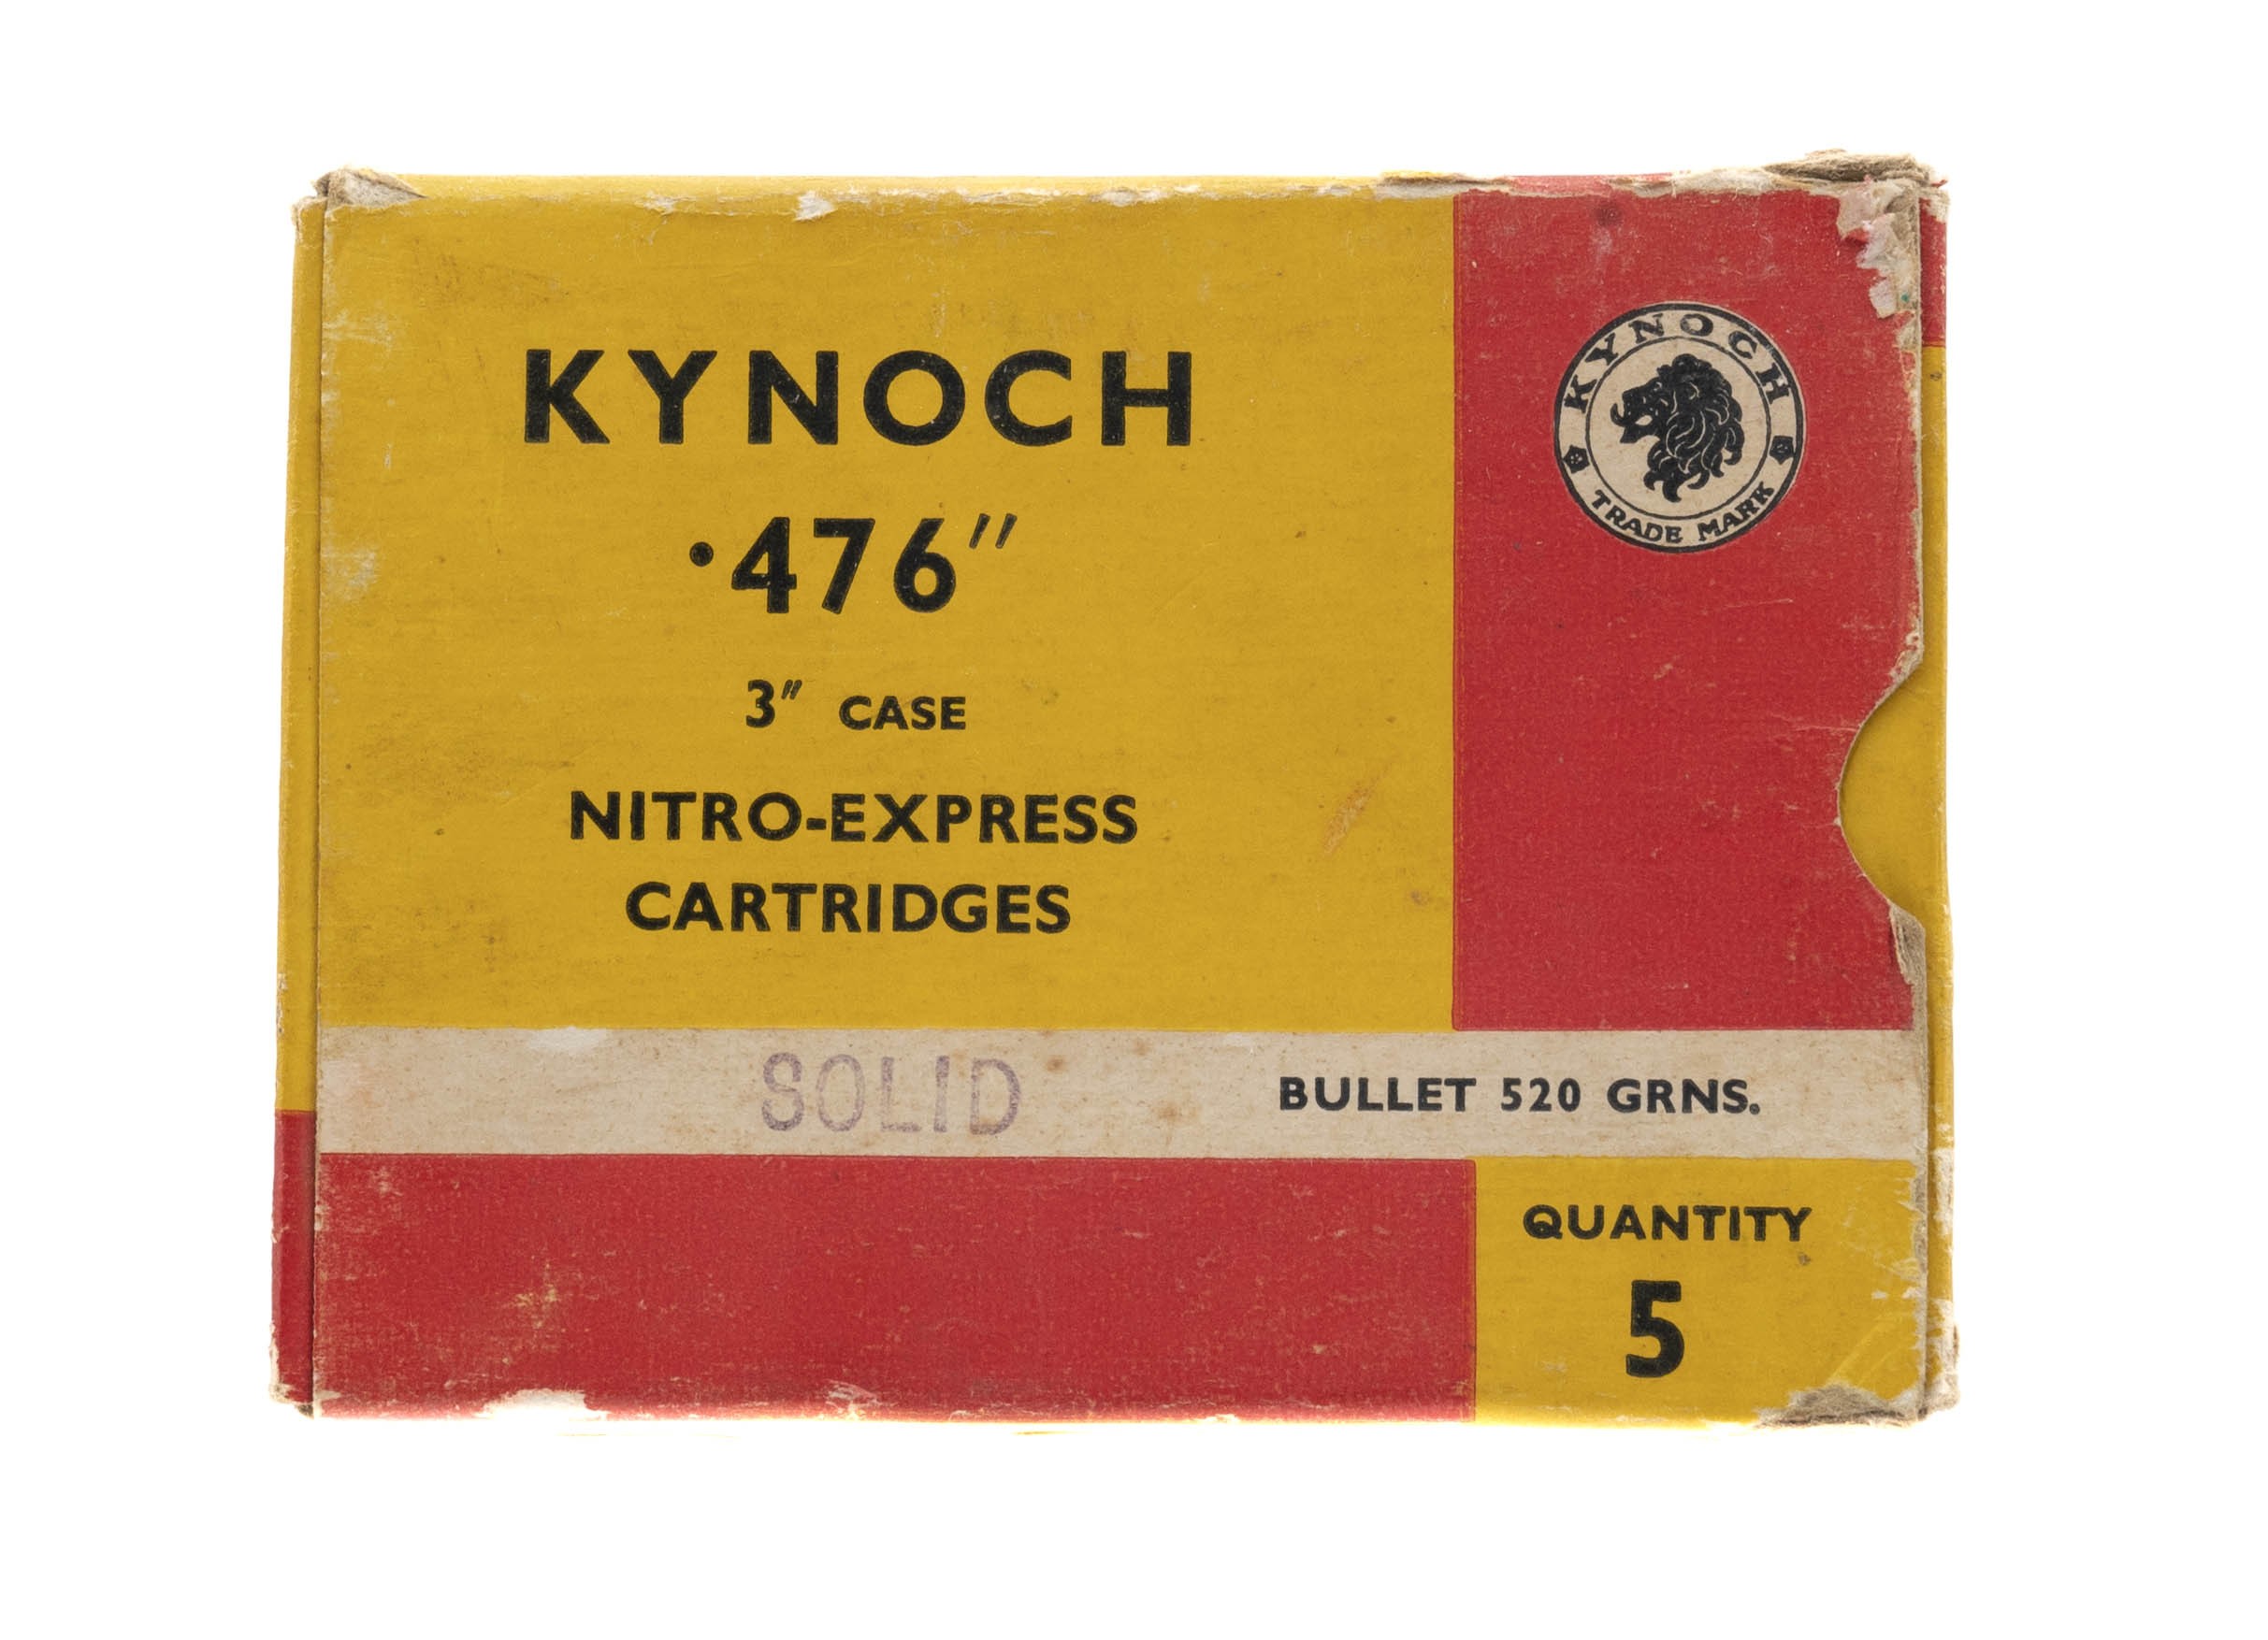 KYNOCH
·476″
3″ CASE
NITRO-EXPRESS
CARTRIDGES
KYNOCH
TRADE MARK
SOLID
BULLET 520 GRNS.
QUANTITY
5